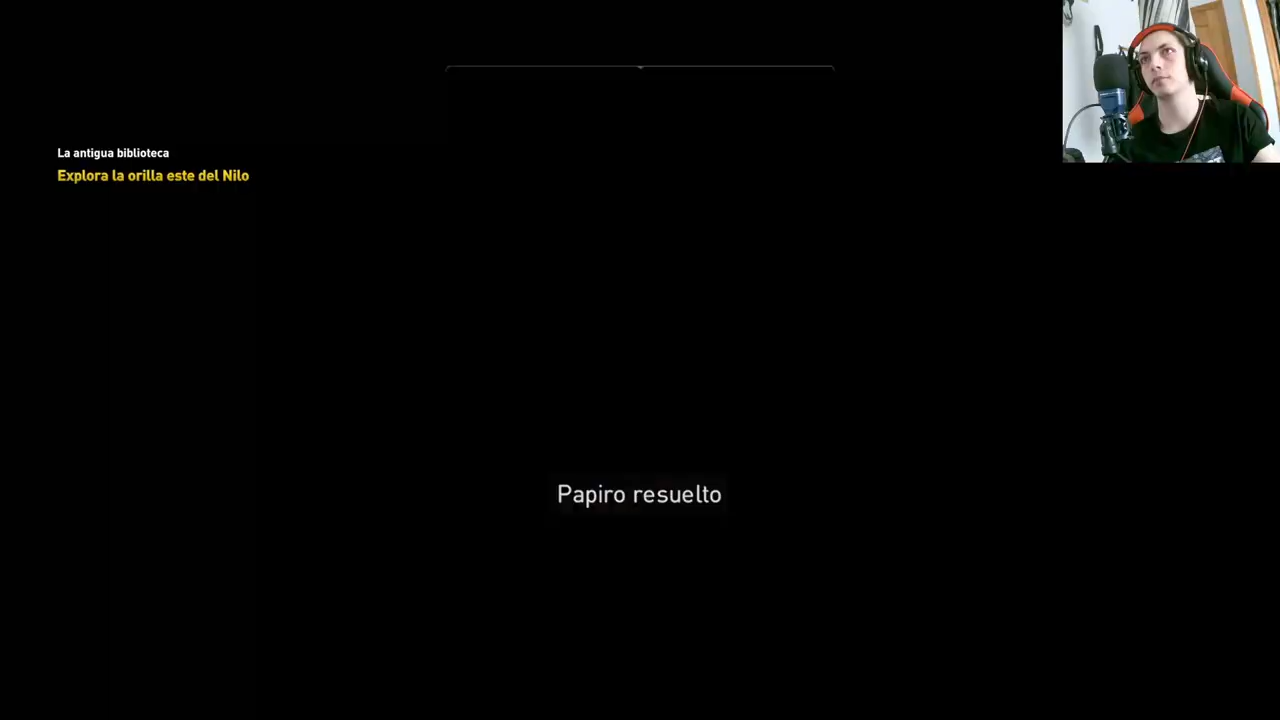 La antigua biblioteca
Explora la orilla este del Nilo
Papiro resuelto